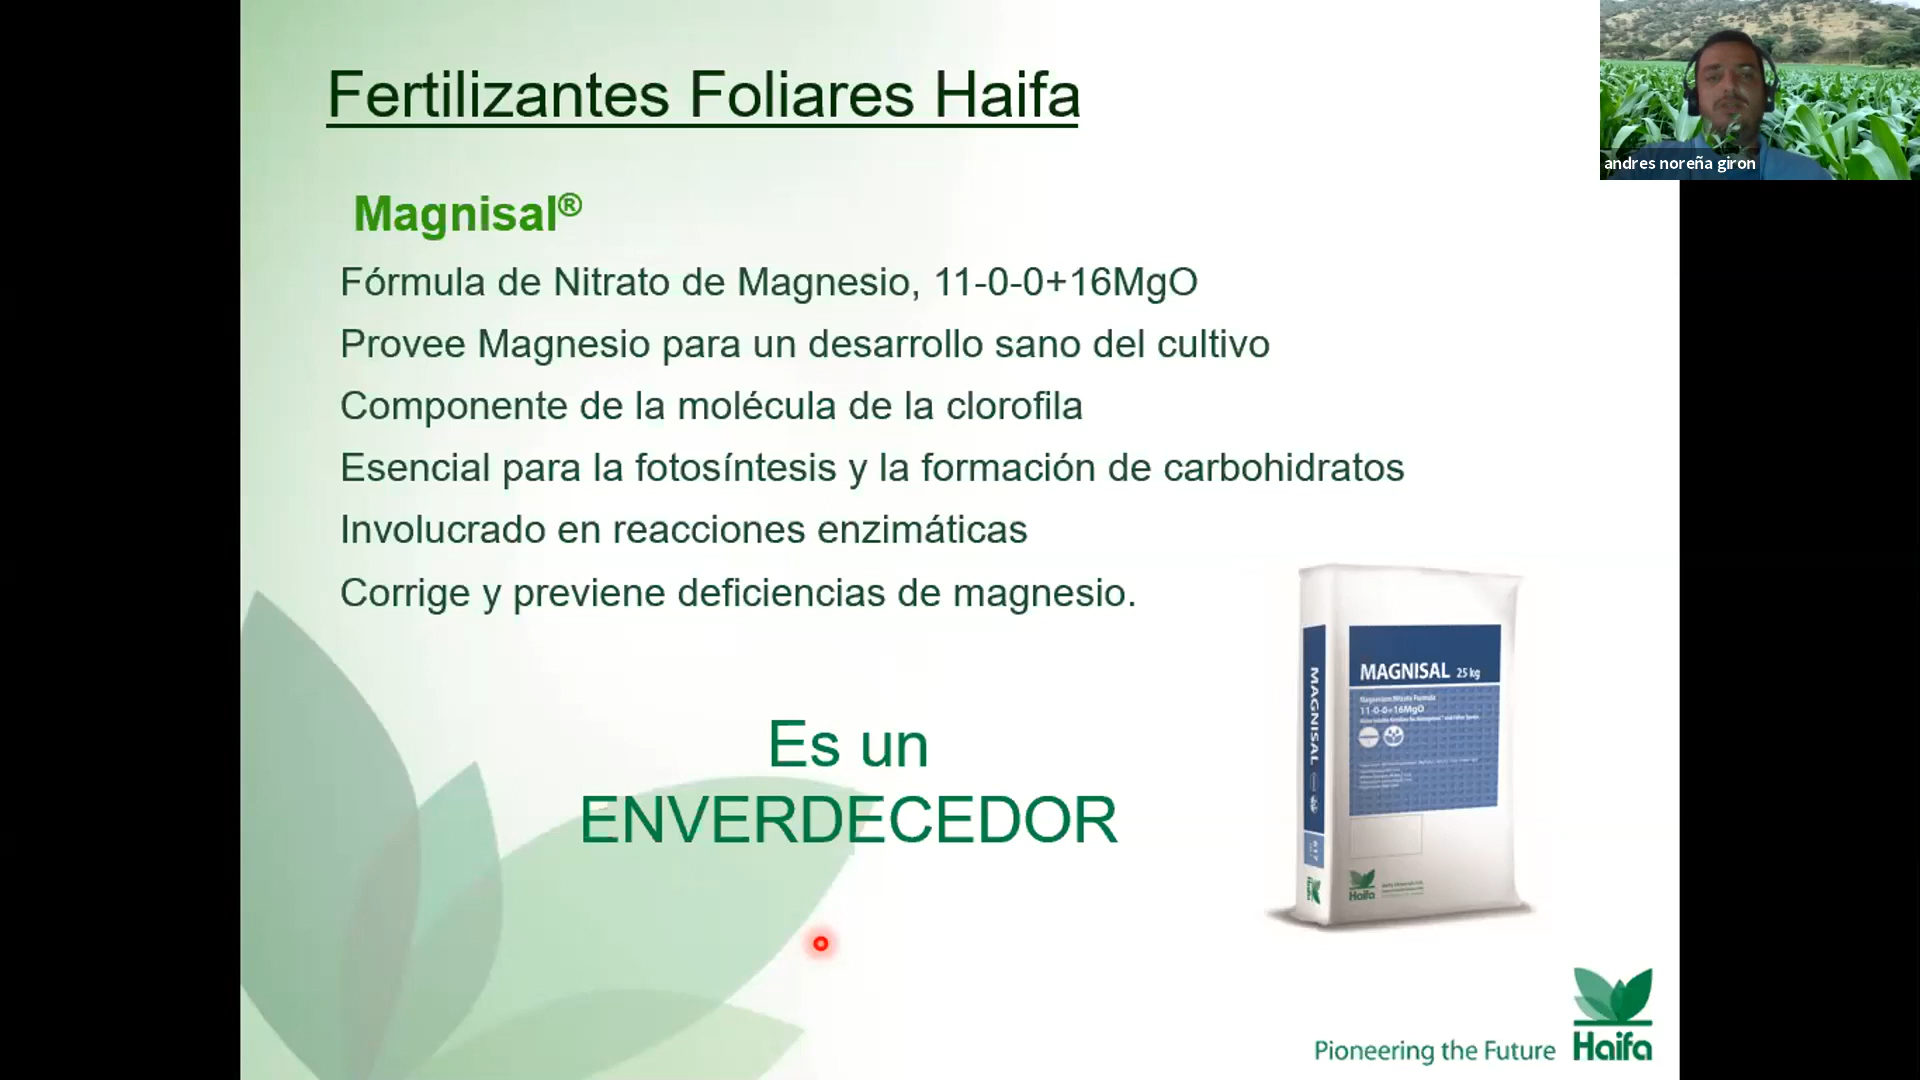 Fertilizantes Foliares Haifa
andres noreña giron
Magnisal®
Fórmula de Nitrato de Magnesio, 11-0-0+16MgO
Provee Magnesio para un desarrollo sano del cultivo
Componente de la molécula de la clorofila
Esencial para la fotosíntesis y la formación de carbohidratos
Involucrado en reacciones enzimáticas
Corrige y previene deficiencias de magnesio.
Es un
ENVERDECEDOR
MAGNISAL 25 kg
Magnesium Nitrate Formula
11-0-0+16MgO
MAGNISAL
Haifa
Pioneering the Future
Haifa